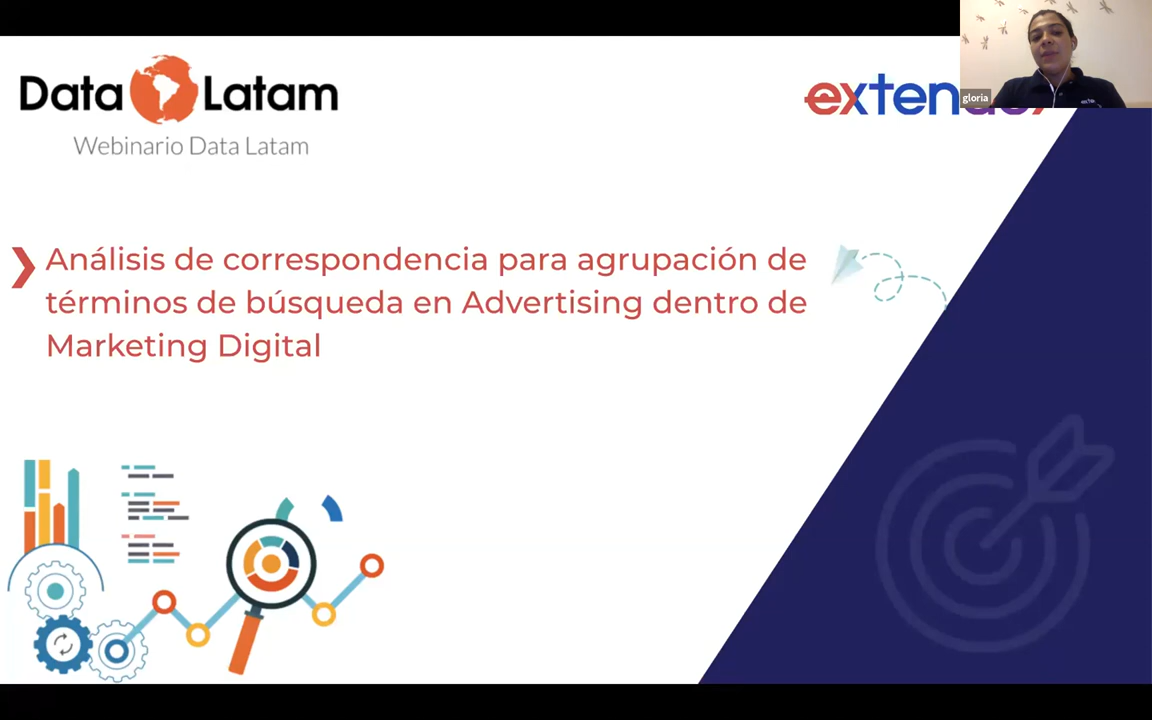 Data Latam
Webinario Data Latam
gloria
Análisis de correspondencia para agrupación de
términos de búsqueda en Advertising dentro de
Marketing Digital